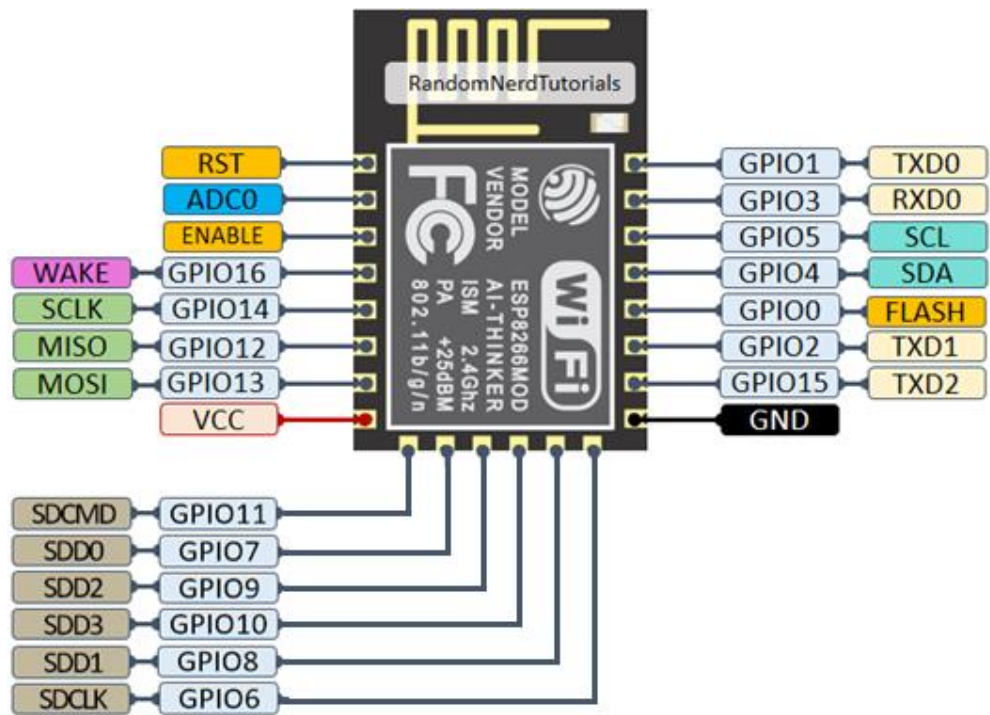 RandomNerdTutorials
RST
ADC0
ENABLE
WAKE GPIO16
SCLK GPIO14
MISO GPIO12
MOSI GPIO13
VCC
MODEL ESP8266MOD
VENDOR AI-THINKER
ISM 2.4Ghz
PA +25dBM
802.11b/g/n
FC
WiFi
GPIO1 TXD0
GPIO3 RXD0
GPIO5 SCL
GPIO4 SDA
GPIO0 FLASH
GPIO2 TXD1
GPIO15 TXD2
GND
SDCMD GPIO11
SDD0 GPIO7
SDD2 GPIO9
SDD3 GPIO10
SDD1 GPIO8
SDCLK GPIO6